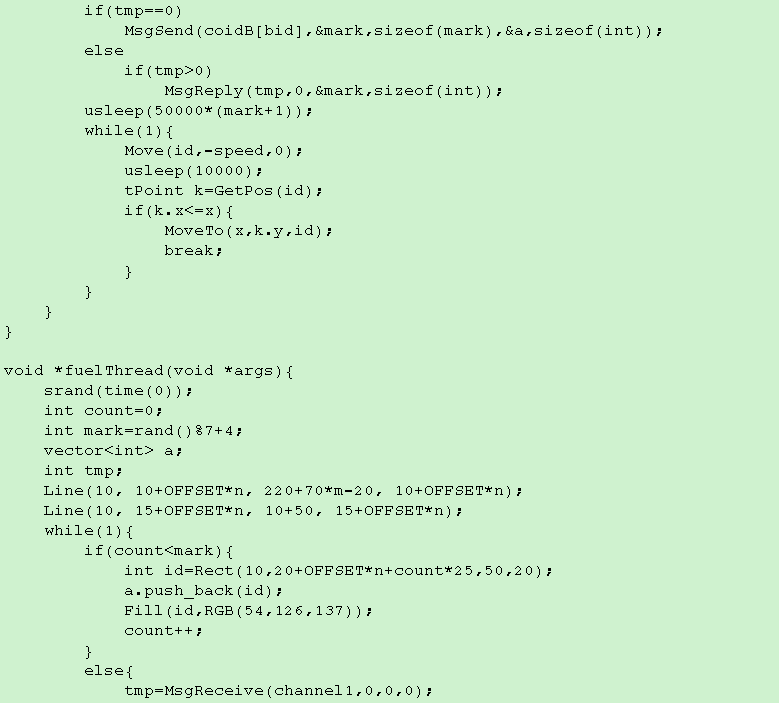 if(tmp==0)
            MsgSend(coidB[bid],&mark,sizeof(mark),&a,sizeof(int));
        else
            if(tmp>0)
                MsgReply(tmp,0,&mark,sizeof(int));
        usleep(50000*(mark+1));
        while(1){
            Move(id,-speed,0);
            usleep(10000);
            tPoint k=GetPos(id);
            if(k.x<=x){
                MoveTo(x,k.y,id);
                break;
            }
        }
    }
}

void *fuelThread(void *args){
    srand(time(0));
    int count=0;
    int mark=rand()%7+4;
    vector<int> a;
    int tmp;
    Line(10, 10+OFFSET*n, 220+70*m-20, 10+OFFSET*n);
    Line(10, 15+OFFSET*n, 10+50, 15+OFFSET*n);
    while(1){
        if(count<mark){
            int id=Rect(10,20+OFFSET*n+count*25,50,20);
            a.push_back(id);
            Fill(id,RGB(54,126,137));
            count++;
        }
        else{
            tmp=MsgReceive(channel1,0,0,0);